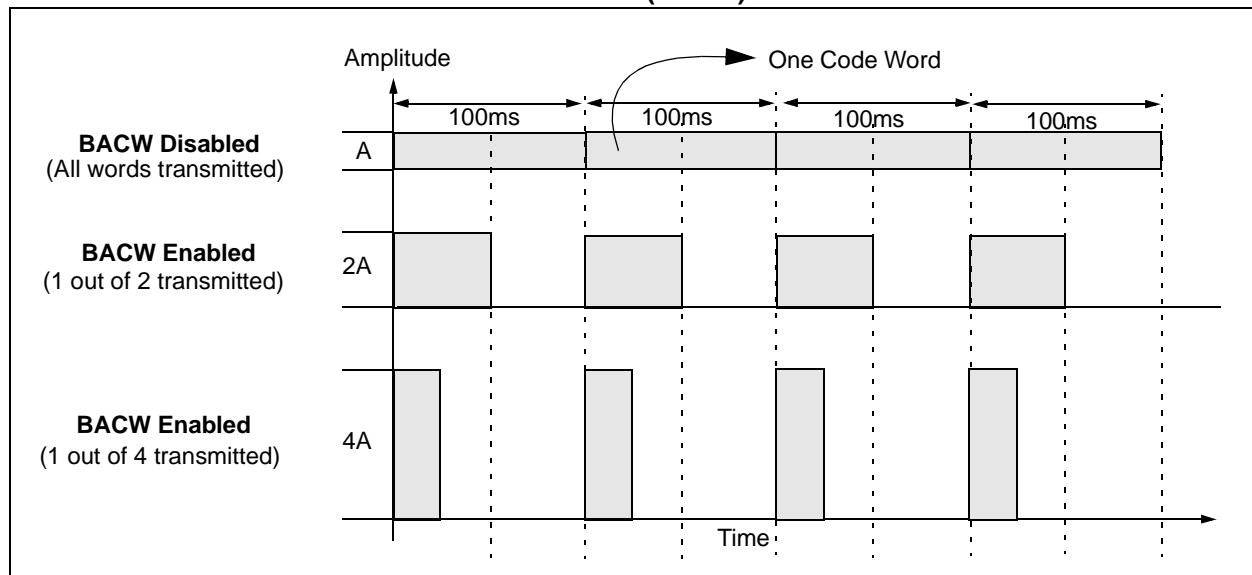 Amplitude
One Code Word
100ms 100ms 100ms 100ms
BACW Disabled
(All words transmitted)
A
BACW Enabled
(1 out of 2 transmitted)
2A
BACW Enabled
(1 out of 4 transmitted)
4A
Time